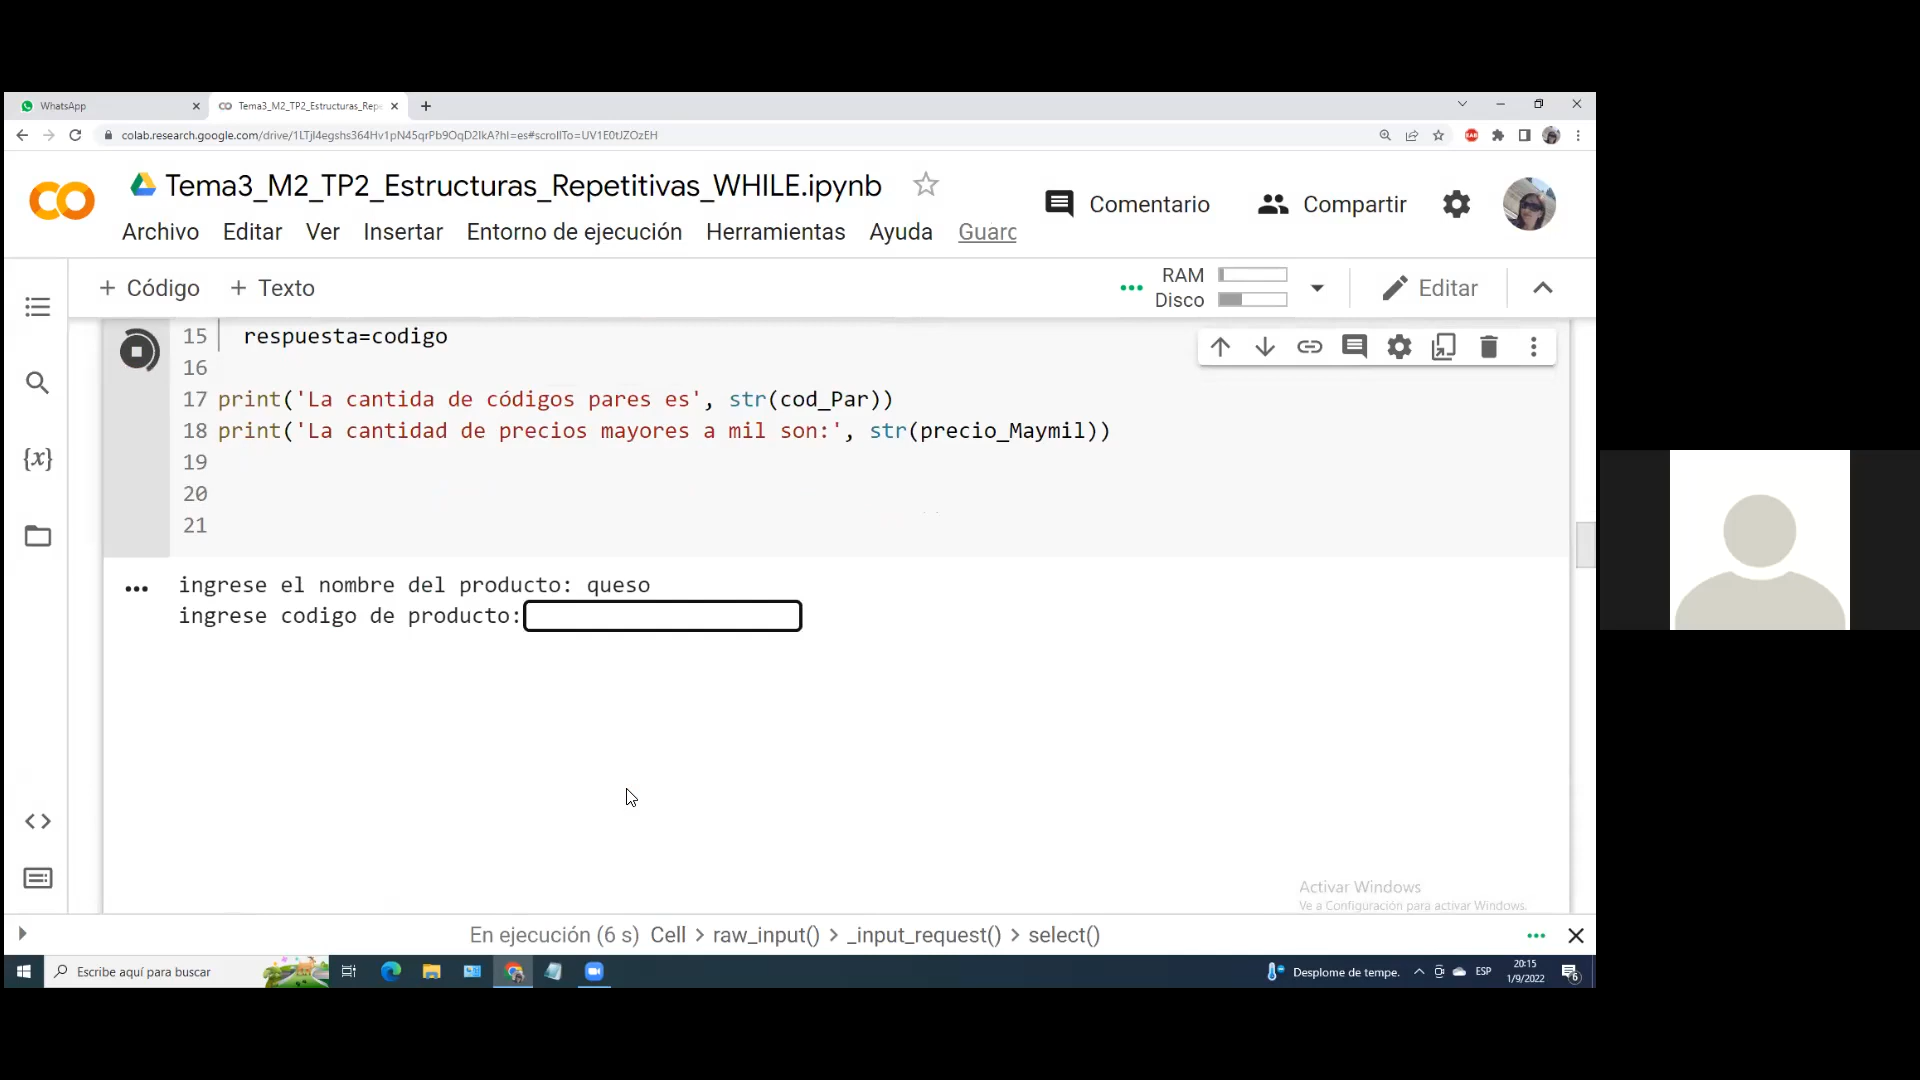 WhatsApp
Tema3_M2_TP2_Estructuras_Repe
colab.research.google.com/drive/1LTjI4egshs364Hv1pN45qrPb9OqD2IkA?hl=es#scrollTo=UV1E0tJZOzEH
Tema3_M2_TP2_Estructuras_Repetitivas_WHILE.ipynb
Comentario
Compartir
Archivo Editar Ver Insertar Entorno de ejecución Herramientas Ayuda Guarc
+ Código + Texto
RAM
Disco
Editar
15 respuesta=codigo
16
17 print('La cantida de códigos pares es', str(cod_Par))
18 print('La cantidad de precios mayores a mil son:', str(precio_Maymil))
19
20
21
ingrese el nombre del producto: queso
ingrese codigo de producto:
Activar Windows
Ve a Configuración para activar Windows.
En ejecución (6 s) Cell > raw_input() > _input_request() > select()
Escribe aquí para buscar
Desplome de tempe.
ESP
20:15
1/9/2022
6